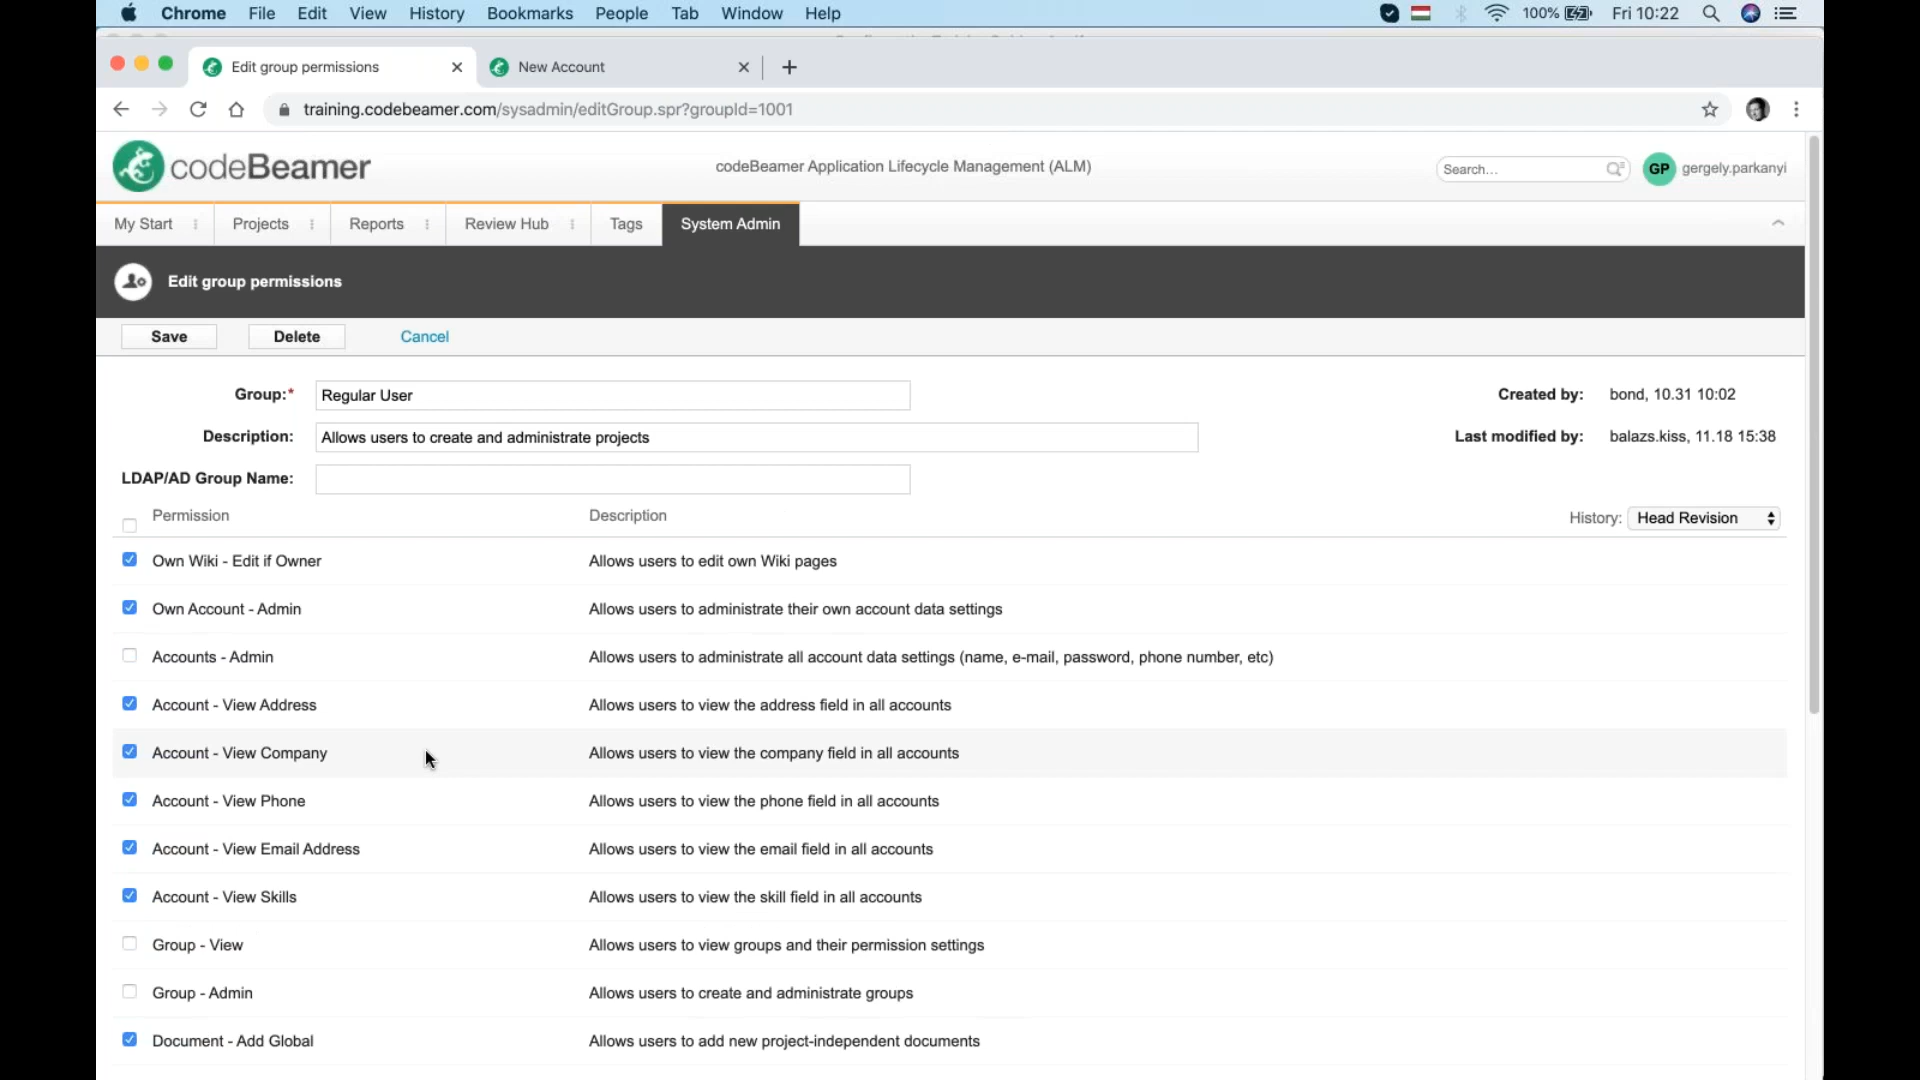 Chrome File Edit View History Bookmarks People Tab Window Help 100% Fri 10:22
Edit group permissions New Account
training.codebeamer.com/sysadmin/editGroup.spr?groupId=1001
codeBeamer codeBeamer Application Lifecycle Management (ALM) Search... GP gergely.parkanyi
My Start Projects Reports Review Hub Tags System Admin
Edit group permissions
Save Delete Cancel
Group:* Regular User Created by: bond, 10.31 10:02
Description: Allows users to create and administrate projects Last modified by: balazs.kiss, 11.18 15:38
LDAP/AD Group Name:
Permission Description History: Head Revision
Own Wiki - Edit if Owner Allows users to edit own Wiki pages
Own Account - Admin Allows users to administrate their own account data settings
Accounts - Admin Allows users to administrate all account data settings (name, e-mail, password, phone number, etc)
Account - View Address Allows users to view the address field in all accounts
Account - View Company Allows users to view the company field in all accounts
Account - View Phone Allows users to view the phone field in all accounts
Account - View Email Address Allows users to view the email field in all accounts
Account - View Skills Allows users to view the skill field in all accounts
Group - View Allows users to view groups and their permission settings
Group - Admin Allows users to create and administrate groups
Document - Add Global Allows users to add new project-independent documents